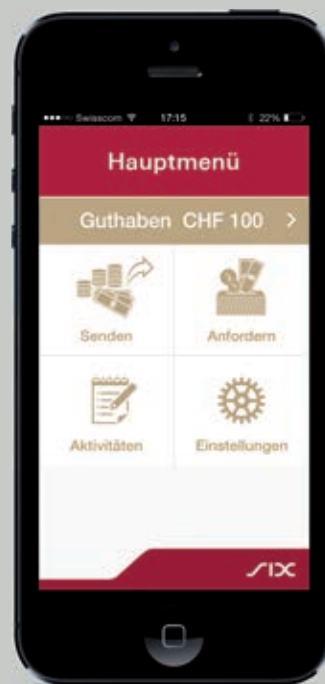 Swisscom 17:15 22%
Hauptmenü
Guthaben CHF 100 >
Senden Anfordern
Aktivitäten Einstellungen
SIX